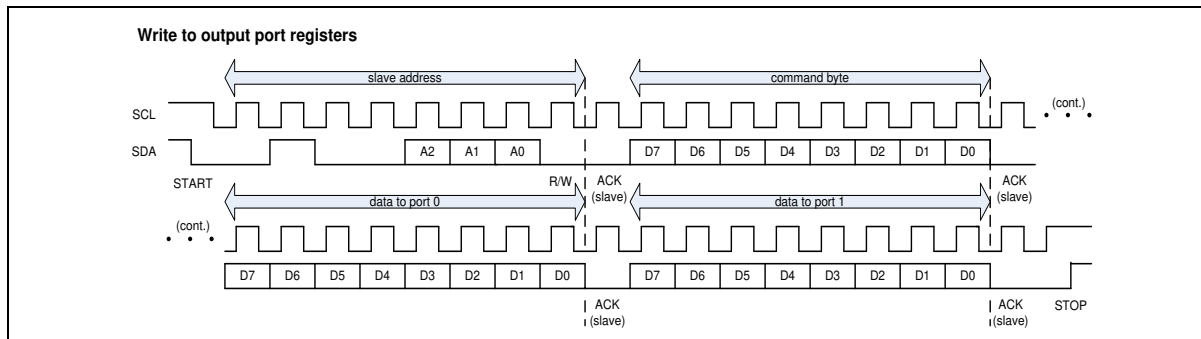 Write to output port registers
slave address
command byte
SCL
(cont.)
SDA
A2 A1 A0
D7 D6 D5 D4 D3 D2 D1 D0
START
R/W
ACK
(slave)
ACK
(slave)
data to port 0
data to port 1
(cont.)
D7 D6 D5 D4 D3 D2 D1 D0
D7 D6 D5 D4 D3 D2 D1 D0
ACK
(slave)
ACK
(slave)
STOP